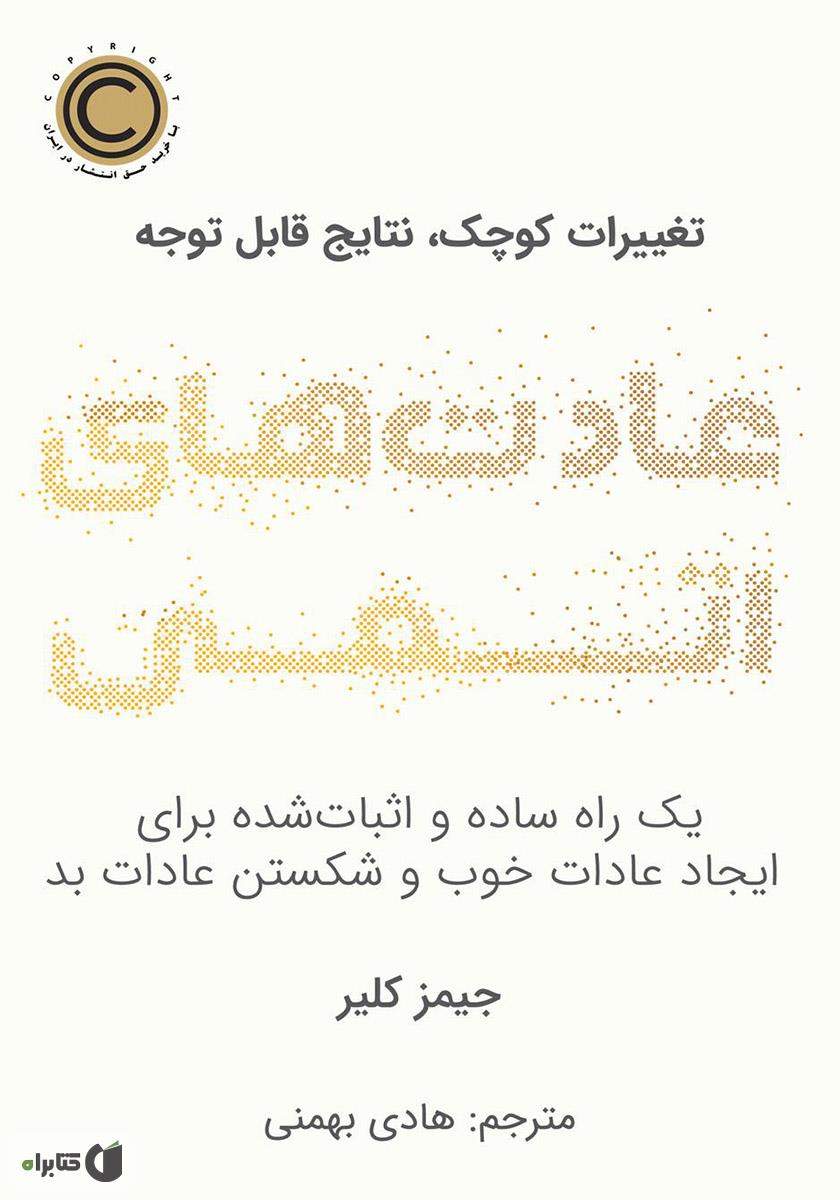 COPYRIGHT
با خرید حق انتشار در ایران
تغییرات کوچک، نتایج قابل توجه
عادت‌های
اتمی
یک راه ساده و اثبات‌شده برای
ایجاد عادات خوب و شکستن عادات بد
جیمز کلیر
مترجم: هادی بهمنی
کتابراه